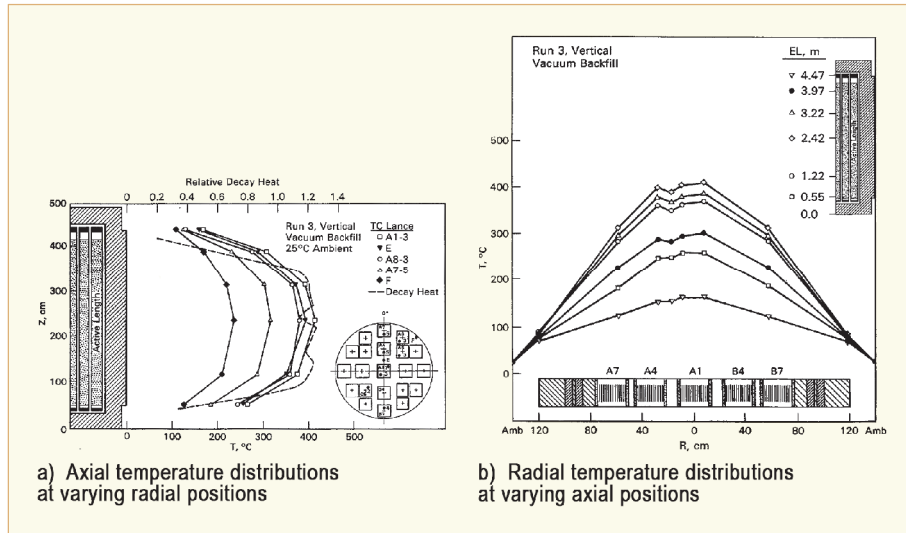 Relative Decay Heat
0 0.2 0.4 0.6 0.8 1 1.2 1.4
500
400
300
200
100
0
Z, cm
Active Length
Run 3, Vertical
Vacuum Backfill
25°C Ambient
TC Lance
A1-3
E
A8-3
A7-5
F
Decay Heat
0 100 200 300 400 500
T, °C
a) Axial temperature distributions
at varying radial positions
Run 3, Vertical
Vacuum Backfill
EL, m
4.47
3.97
3.22
2.42
1.22
0.55
0.0
Active Length
500
400
300
200
100
0
T, °C
A7 A4 A1 B4 B7
Amb 120 80 40 0 40 80 120 Amb
R, cm
b) Radial temperature distributions
at varying axial positions